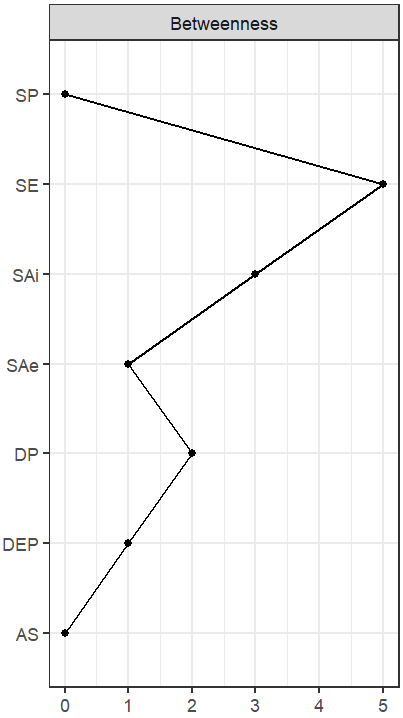 Betweenness
SP
SE
SAi
SAe
DP
DEP
AS
0 1 2 3 4 5